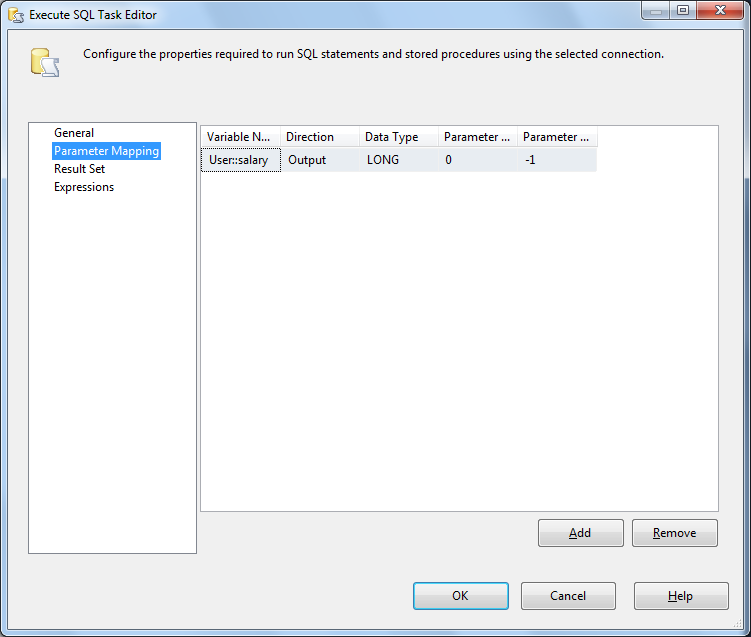 Execute SQL Task Editor
Configure the properties required to run SQL statements and stored procedures using the selected connection.
General
Parameter Mapping
Result Set
Expressions
Variable N... Direction Data Type Parameter ... Parameter ...
User::salary Output LONG 0 -1
Add Remove
OK Cancel Help